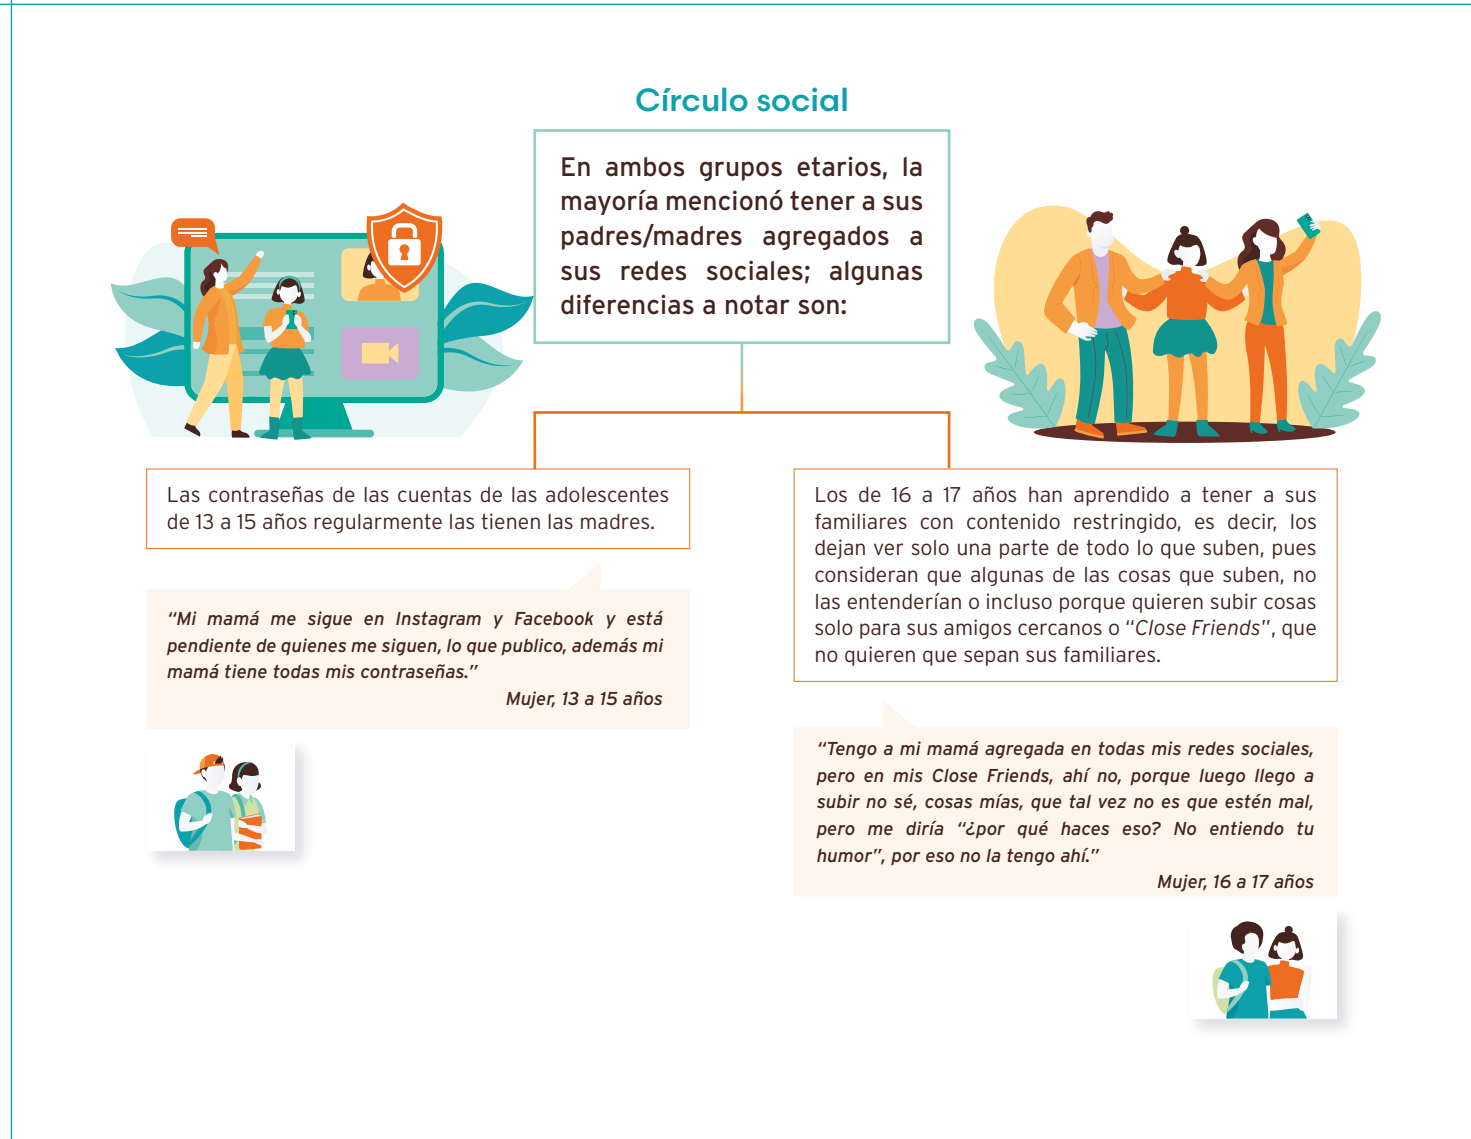 Círculo social
En ambos grupos etarios, la
mayoría mencionó tener a sus
padres/madres agregados a
sus redes sociales; algunas
diferencias a notar son:
Las contraseñas de las cuentas de las adolescentes
de 13 a 15 años regularmente las tienen las madres.
“Mi mamá me sigue en Instagram y Facebook y está
pendiente de quienes me siguen, lo que publico, además mi
mamá tiene todas mis contraseñas.”
Mujer, 13 a 15 años
Los de 16 a 17 años han aprendido a tener a sus
familiares con contenido restringido, es decir, los
dejan ver solo una parte de todo lo que suben, pues
consideran que algunas de las cosas que suben, no
las entenderían o incluso porque quieren subir cosas
solo para sus amigos cercanos o “Close Friends”, que
no quieren que sepan sus familiares.
“Tengo a mi mamá agregada en todas mis redes sociales,
pero en mis Close Friends, ahí no, porque luego llego a
subir no sé, cosas mías, que tal vez no es que estén mal,
pero me diría “¿por qué haces eso? No entiendo tu
humor”, por eso no la tengo ahí.”
Mujer, 16 a 17 años